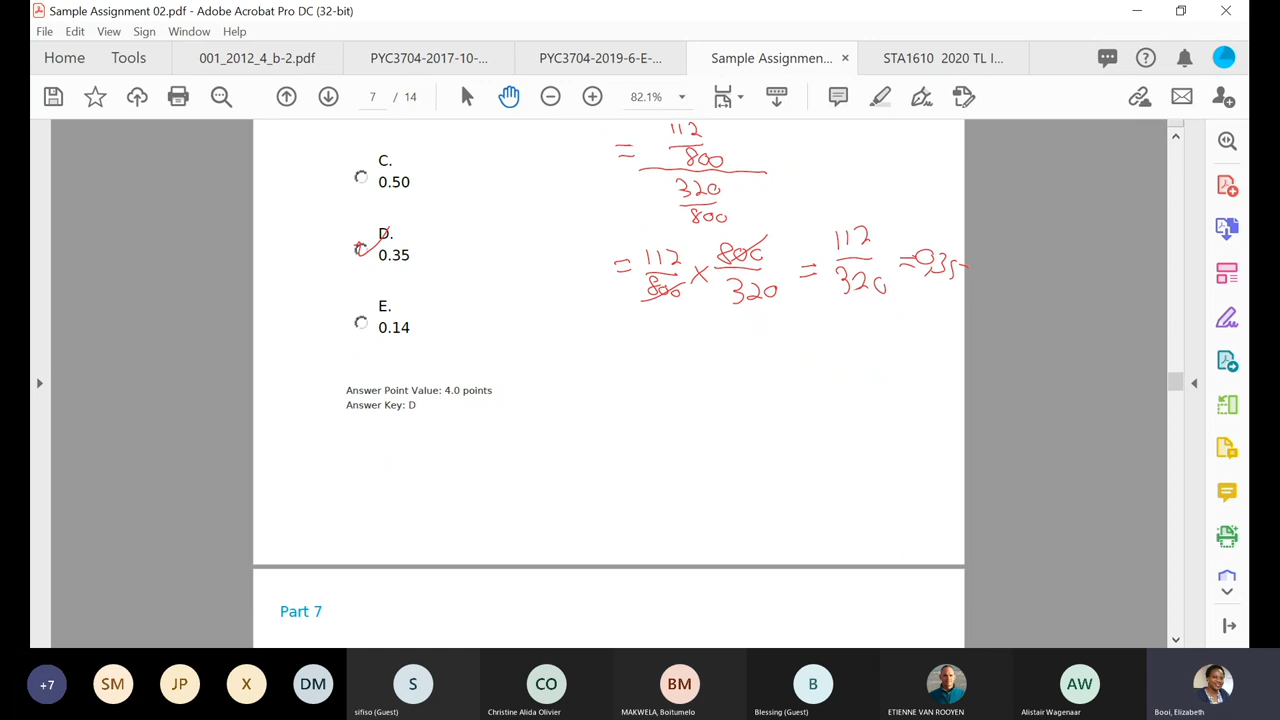 Sample Assignment 02.pdf - Adobe Acrobat Pro DC (32-bit)
File Edit View Sign Window Help
Home Tools 001_2012_4_b-2.pdf PYC3704-2017-10-... PYC3704-2019-6-E-... Sample Assignmen... × STA1610 2020 TL I...
7 / 14 82.1%
C.
0.50
D.
0.35
E.
0.14
= 112
800
320
800
= 112 × 800 = 112 = 0,35
800 320 320
Answer Point Value: 4.0 points
Answer Key: D
Part 7
+7 SM JP X DM S CO BM B AW
sifiso (Guest) Christine Alida Olivier MAKWELA, Boitumelo Blessing (Guest) ETIENNE VAN ROOYEN Alistair Wagenaar Booi, Elizabeth